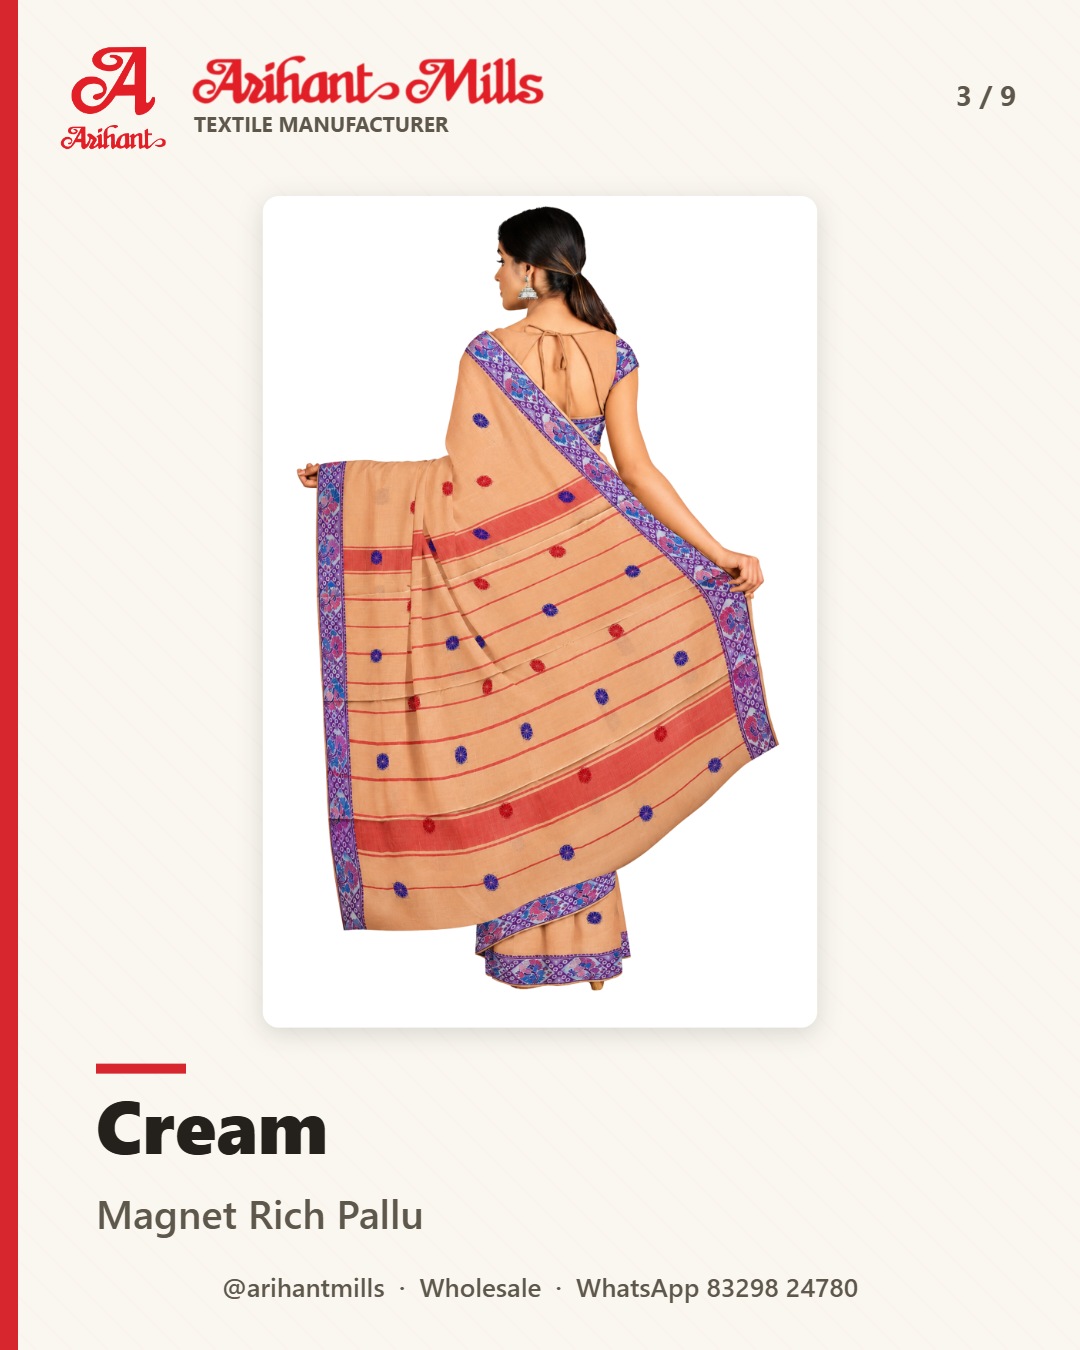 A
Arihant
Arihant Mills
TEXTILE MANUFACTURER
3 / 9
Cream
Magnet Rich Pallu
@arihantmills · Wholesale · WhatsApp 83298 24780